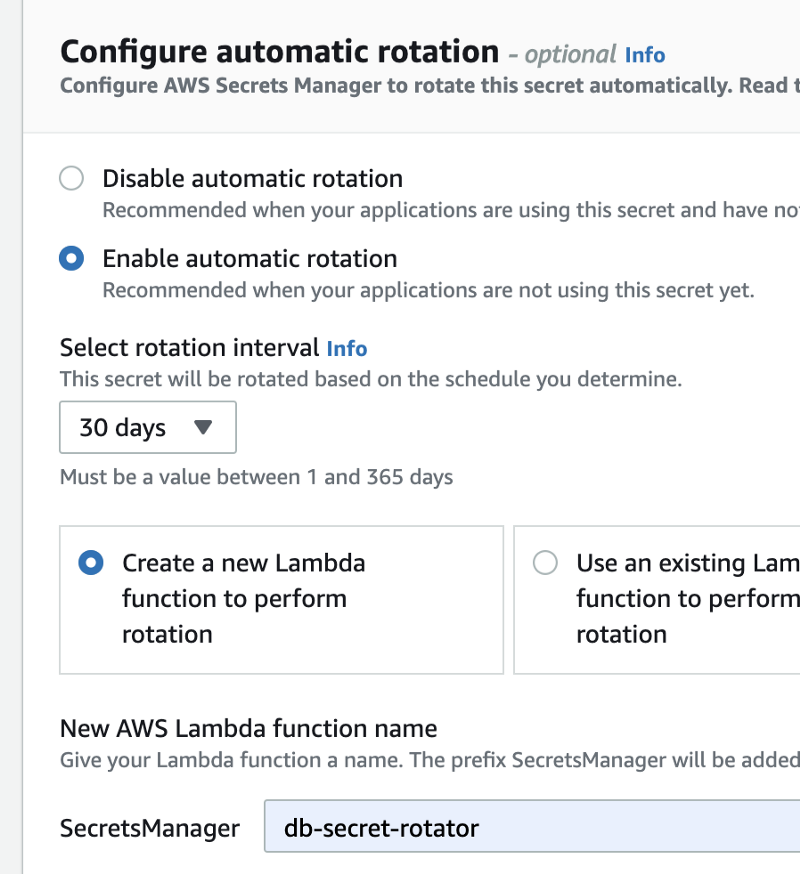 Configure automatic rotation - optional Info
Configure AWS Secrets Manager to rotate this secret automatically. Read
Disable automatic rotation
Recommended when your applications are using this secret and have
Enable automatic rotation
Recommended when your applications are not using this secret yet.
Select rotation interval Info
This secret will be rotated based on the schedule you determine.
30 days
Must be a value between 1 and 365 days
Create a new Lambda
function to perform
rotation
Use an existing Lam
function to perform
rotation
New AWS Lambda function name
Give your Lambda function a name. The prefix SecretsManager will be added
SecretsManager db-secret-rotator